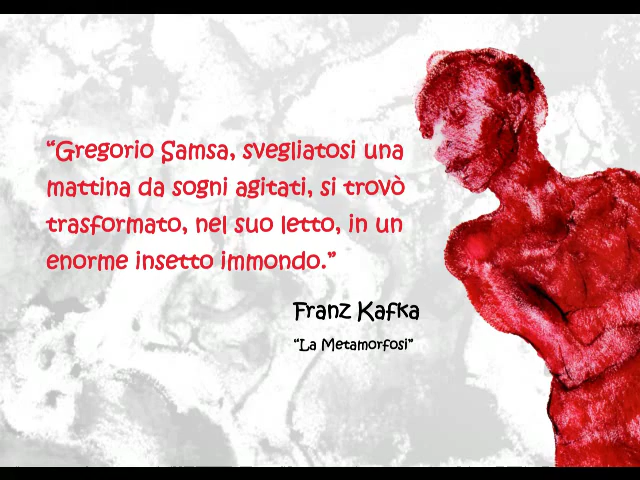 “Gregorio Samsa, svegliatosi una
mattina da sogni agitati, si trovò
trasformato, nel suo letto, in un
enorme insetto immondo.”
Franz Kafka
“La Metamorfosi”